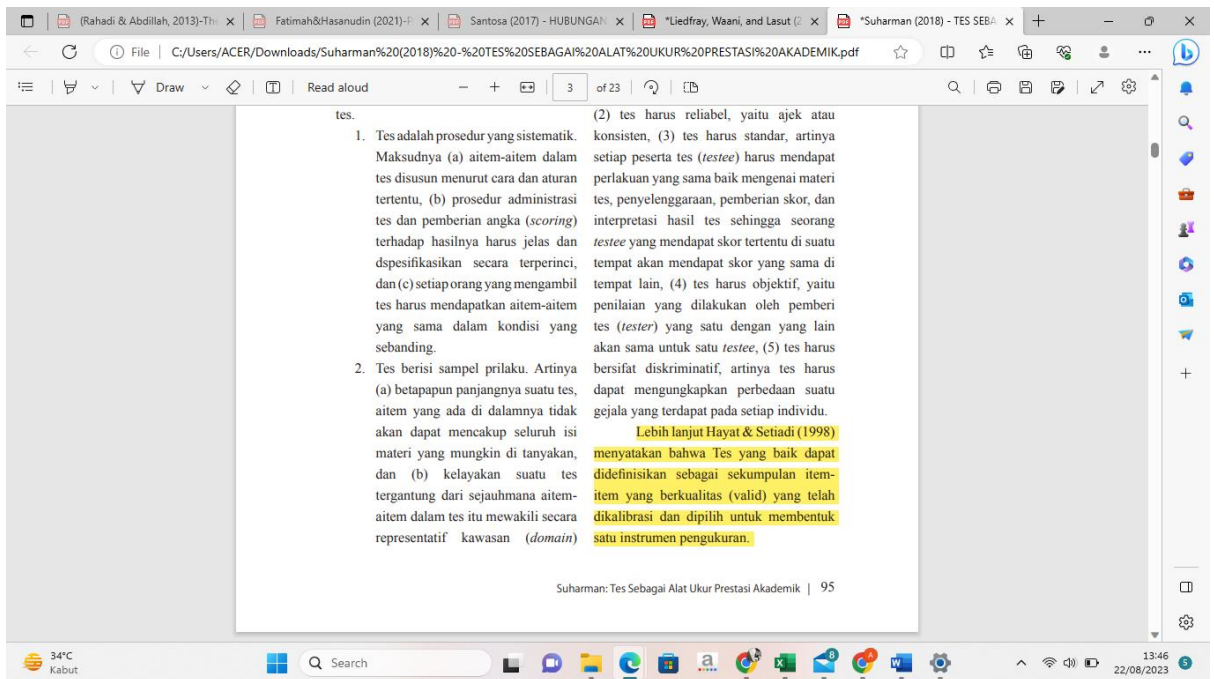 (Rahadi & Abdillah, 2013)-The
Fatimah&Hasanudin (2021)-P
Santosa (2017) - HUBUNGAN
*Liedfray, Waani, and Lasut (2
*Suharman (2018) - TES SEBA
File | C:/Users/ACER/Downloads/Suharman%20(2018)%20-%20TES%20SEBAGAI%20ALAT%20UKUR%20PRESTASI%20AKADEMIK.pdf
Draw
Read aloud
3 of 23
tes.
1. Tes adalah prosedur yang sistematik.
Maksudnya (a) aitem-aitem dalam
tes disusun menurut cara dan aturan
tertentu, (b) prosedur administrasi
tes dan pemberian angka (scoring)
terhadap hasilnya harus jelas dan
dspesifikasikan secara terperinci,
dan (c) setiap orang yang mengambil
tes harus mendapatkan aitem-aitem
yang sama dalam kondisi yang
sebanding.
2. Tes berisi sampel prilaku. Artinya
(a) betapapun panjangnya suatu tes,
aitem yang ada di dalamnya tidak
akan dapat mencakup seluruh isi
materi yang mungkin di tanyakan,
dan (b) kelayakan suatu tes
tergantung dari sejauhmana aitem-
aitem dalam tes itu mewakili secara
representatif kawasan (domain)
(2) tes harus reliabel, yaitu ajek atau
konsisten, (3) tes harus standar, artinya
setiap peserta tes (testee) harus mendapat
perlakuan yang sama baik mengenai materi
tes, penyelenggaraan, pemberian skor, dan
interpretasi hasil tes sehingga seorang
testee yang mendapat skor tertentu di suatu
tempat akan mendapat skor yang sama di
tempat lain, (4) tes harus objektif, yaitu
penilaian yang dilakukan oleh pemberi
tes (tester) yang satu dengan yang lain
akan sama untuk satu testee, (5) tes harus
bersifat diskriminatif, artinya tes harus
dapat mengungkapkan perbedaan suatu
gejala yang terdapat pada setiap individu.
Lebih lanjut Hayat & Setiadi (1998)
menyatakan bahwa Tes yang baik dapat
didefinisikan sebagai sekumpulan item-
item yang berkualitas (valid) yang telah
dikalibrasi dan dipilih untuk membentuk
satu instrumen pengukuran.
Suharman: Tes Sebagai Alat Ukur Prestasi Akademik | 95
34°C
Kabut
Search
13:46
22/08/2023
5